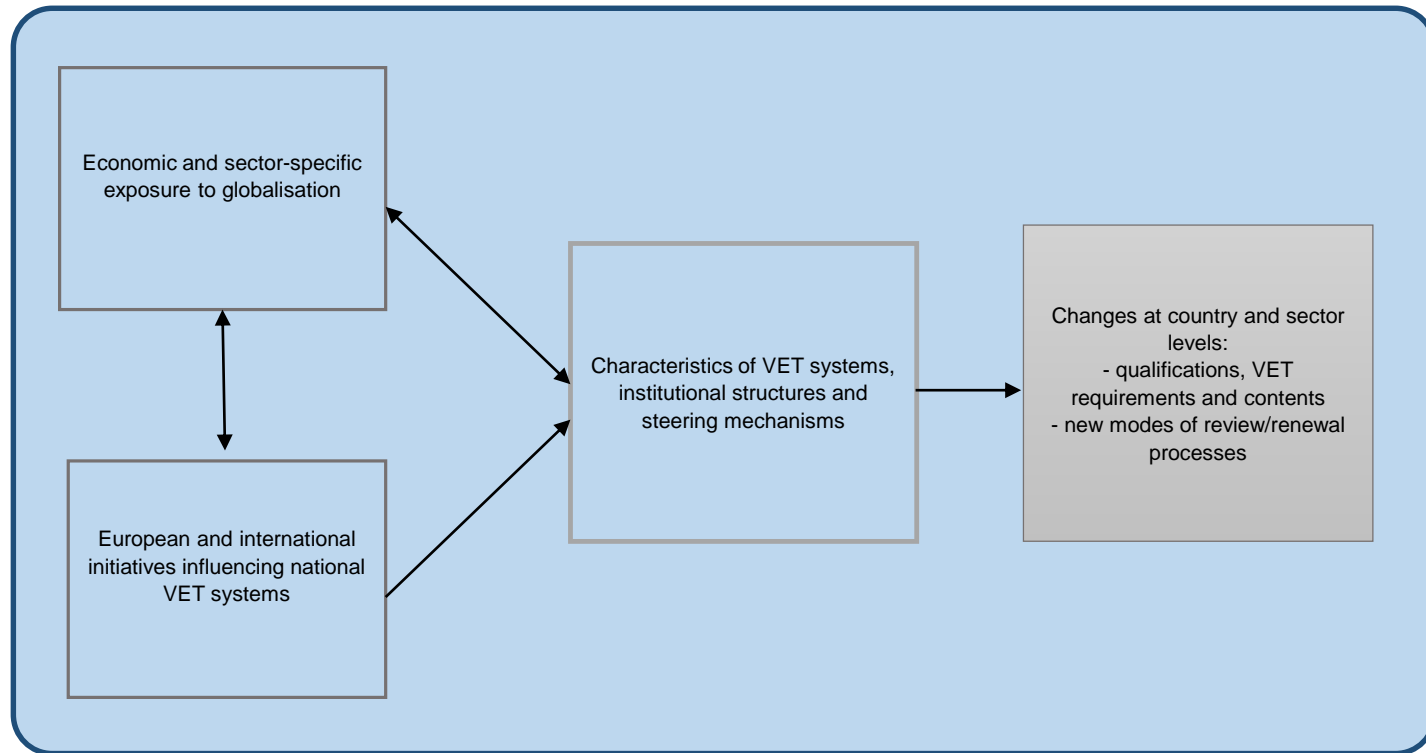 Economic and sector-specific
exposure to globalisation
European and international
initiatives influencing national
VET systems
Characteristics of VET systems,
institutional structures and
steering mechanisms
Changes at country and sector
levels:
- qualifications, VET
requirements and contents
- new modes of review/renewal
processes